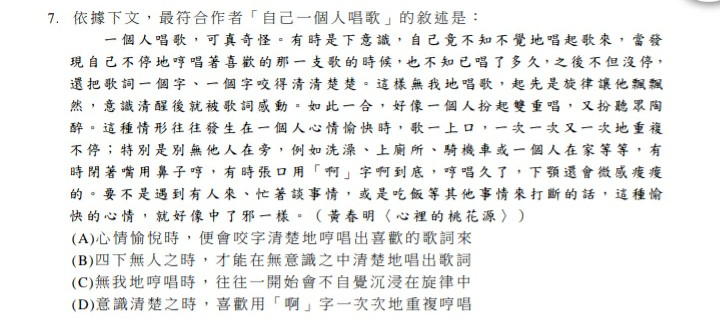 7. 依據下文，最符合作者「自己一個人唱歌」的敘述是：
一個人唱歌，可真奇怪。有時是下意識，自己竟不知不覺地唱起歌來，當發
現自己不停地哼唱著喜歡的那一支歌的時候，也不知已唱了多久，之後不但沒停，
還把歌詞一個字、一個字咬得清清楚楚。這樣無我地唱歌，起先是旋律讓他飄飄
然，意識清醒後就被歌詞感動。如此一合，好像一個人扮起雙重唱，又扮聽眾陶
醉。這種情形往往發生在一個人心情愉快時，歌一上口，一次一次又一次地重複
不停；特別是別無他人在旁，例如洗澡、上廁所、騎機車或一個人在家等等，有
時閉著嘴用鼻子哼，有時張口用「啊」字啊到底，哼唱久了，下顎還會微感痠痠
的。要不是遇到有人來、忙著談事情，或是吃飯等其他事情來打斷的話，這種愉
快的心情，就好像中了邪一樣。（黃春明〈心裡的桃花源〉）
(A)心情愉悅時，便會咬字清楚地哼唱出喜歡的歌詞來
(B)四下無人之時，才能在無意識之中清楚地唱出歌詞
(C)無我地哼唱時，往往一開始會不自覺沉浸在旋律中
(D)意識清楚之時，喜歡用「啊」字一次次地重複哼唱